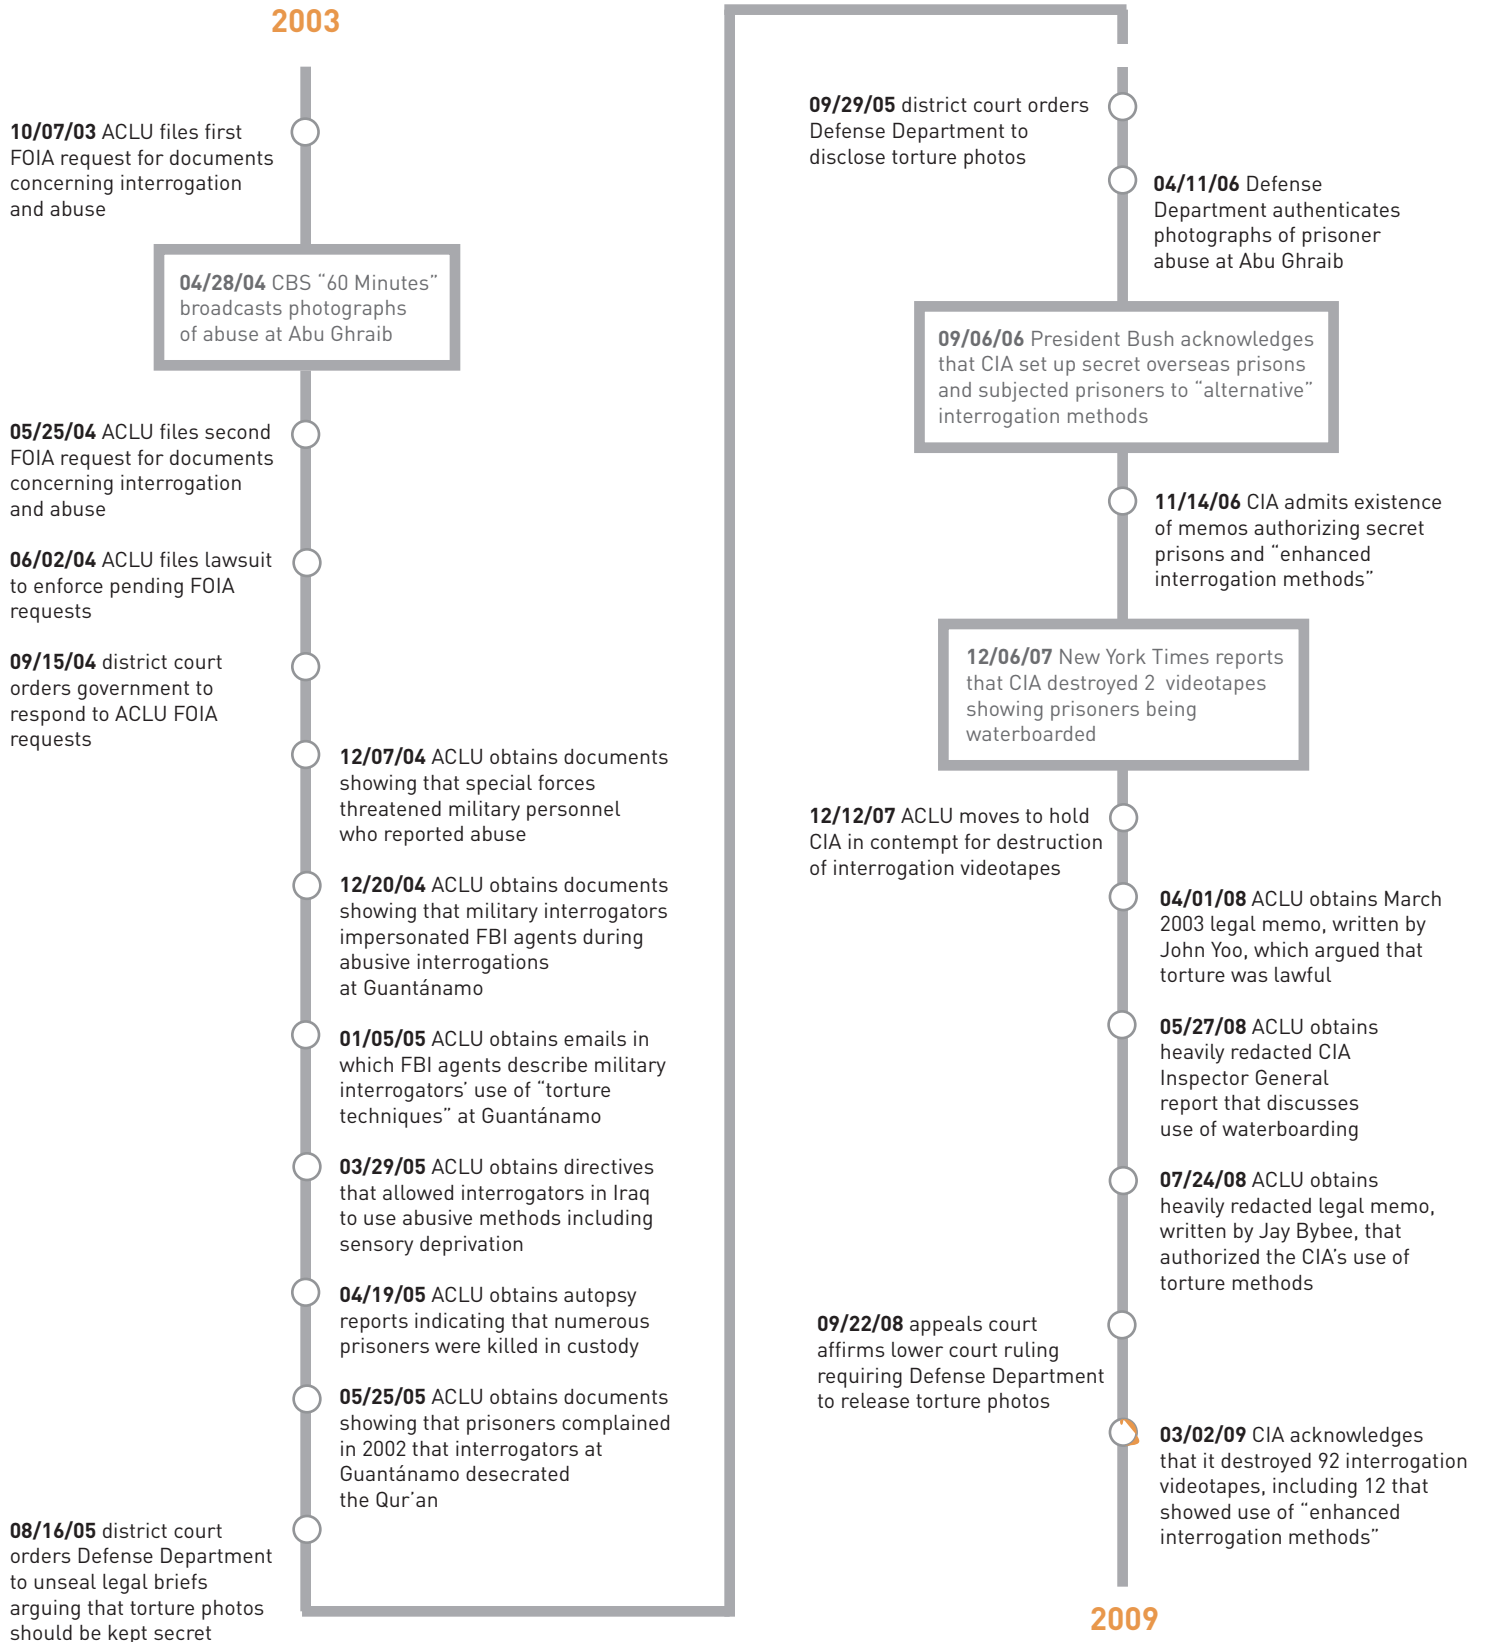 2003
10/07/03 ACLU files first
FOIA request for documents
concerning interrogation
and abuse
04/28/04 CBS “60 Minutes”
broadcasts photographs
of abuse at Abu Ghraib
05/25/04 ACLU files second
FOIA request for documents
concerning interrogation
and abuse
06/02/04 ACLU files lawsuit
to enforce pending FOIA
requests
09/15/04 district court
orders government to
respond to ACLU FOIA
requests
12/07/04 ACLU obtains documents
showing that special forces
threatened military personnel
who reported abuse
12/20/04 ACLU obtains documents
showing that military interrogators
impersonated FBI agents during
abusive interrogations
at Guantánamo
01/05/05 ACLU obtains emails in
which FBI agents describe military
interrogators’ use of “torture
techniques” at Guantánamo
03/29/05 ACLU obtains directives
that allowed interrogators in Iraq
to use abusive methods including
sensory deprivation
04/19/05 ACLU obtains autopsy
reports indicating that numerous
prisoners were killed in custody
05/25/05 ACLU obtains documents
showing that prisoners complained
in 2002 that interrogators at
Guantánamo desecrated
the Qur’an
08/16/05 district court
orders Defense Department
to unseal legal briefs
arguing that torture photos
should be kept secret
09/29/05 district court orders
Defense Department to
disclose torture photos
04/11/06 Defense
Department authenticates
photographs of prisoner
abuse at Abu Ghraib
09/06/06 President Bush acknowledges
that CIA set up secret overseas prisons
and subjected prisoners to “alternative”
interrogation methods
11/14/06 CIA admits existence
of memos authorizing secret
prisons and “enhanced
interrogation methods”
12/06/07 New York Times reports
that CIA destroyed 2 videotapes
showing prisoners being
waterboarded
12/12/07 ACLU moves to hold
CIA in contempt for destruction
of interrogation videotapes
04/01/08 ACLU obtains March
2003 legal memo, written by
John Yoo, which argued that
torture was lawful
05/27/08 ACLU obtains
heavily redacted CIA
Inspector General
report that discusses
use of waterboarding
07/24/08 ACLU obtains
heavily redacted legal memo,
written by Jay Bybee, that
authorized the CIA’s use of
torture methods
09/22/08 appeals court
affirms lower court ruling
requiring Defense Department
to release torture photos
03/02/09 CIA acknowledges
that it destroyed 92 interrogation
videotapes, including 12 that
showed use of “enhanced
interrogation methods”
2009